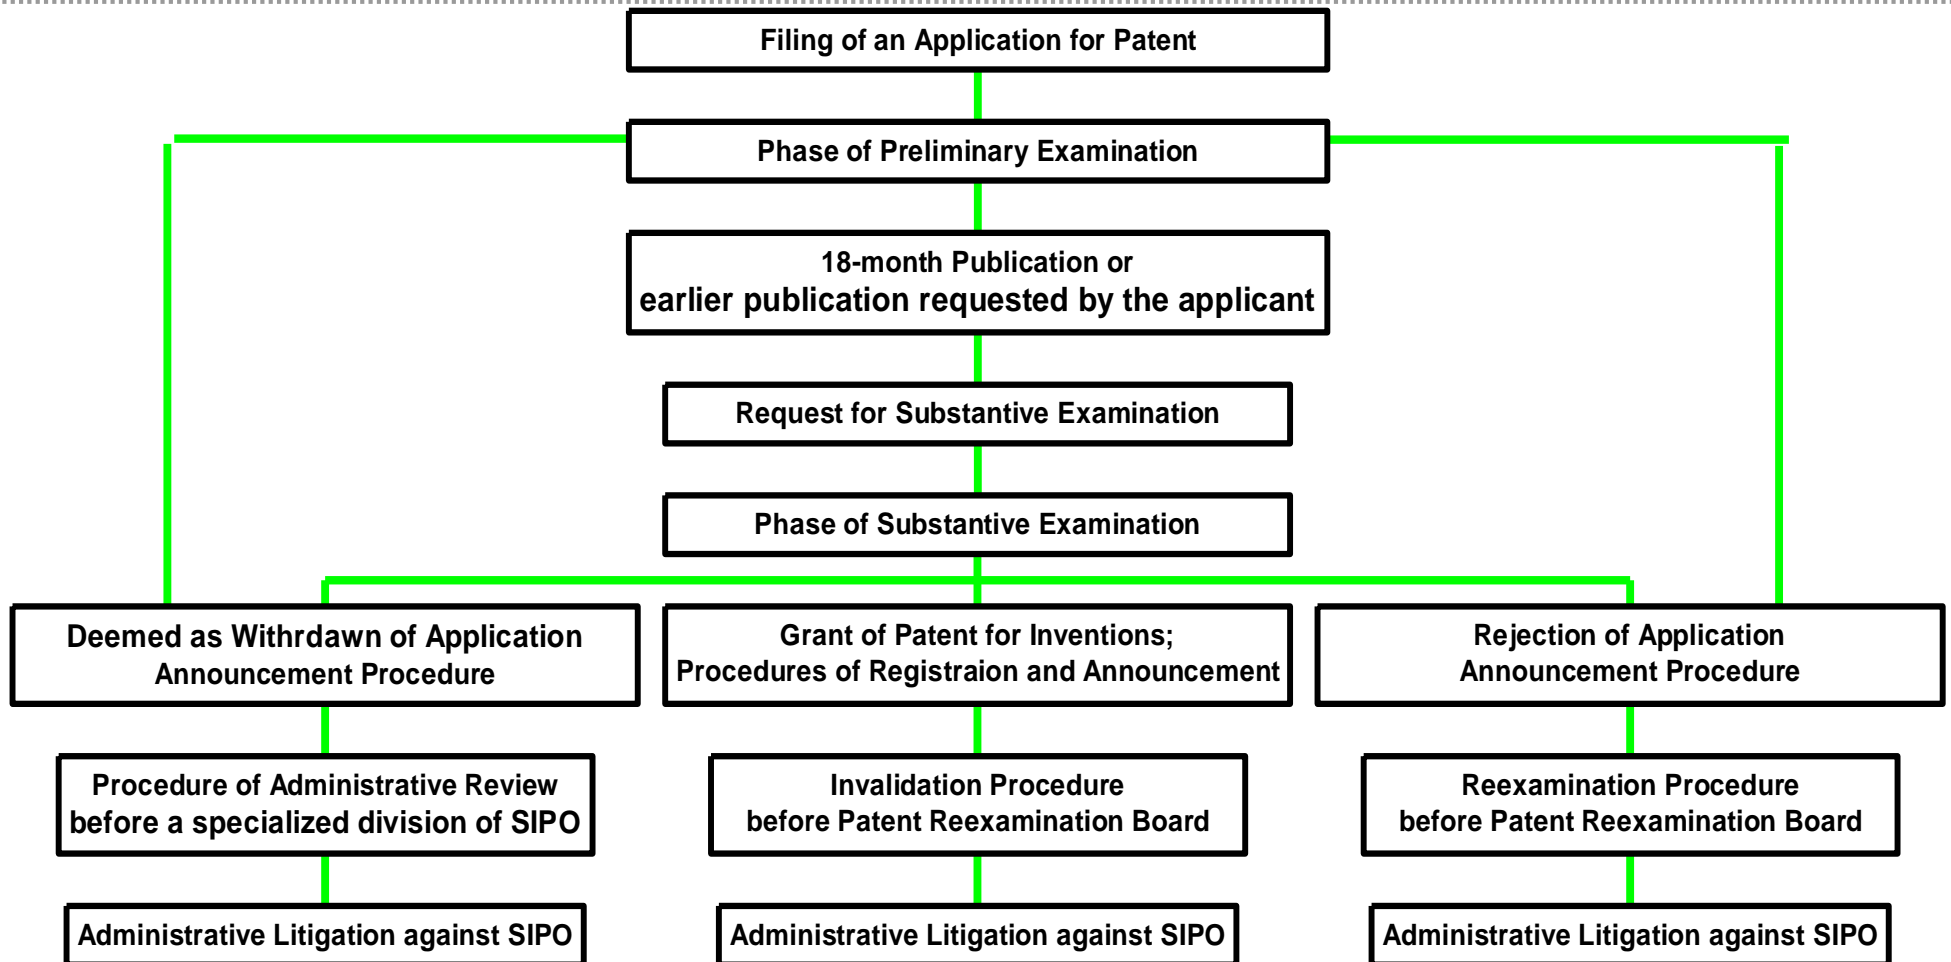 Filing of an Application for Patent
Phase of Preliminary Examination
18-month Publication or
earlier publication requested by the applicant
Request for Substantive Examination
Phase of Substantive Examination
Deemed as Withrdawn of Application
Announcement Procedure
Grant of Patent for Inventions;
Procedures of Registraion and Announcement
Rejection of Application
Announcement Procedure
Procedure of Administrative Review
before a specialized division of SIPO
Invalidation Procedure
before Patent Reexamination Board
Reexamination Procedure
before Patent Reexamination Board
Administrative Litigation against SIPO
Administrative Litigation against SIPO
Administrative Litigation against SIPO